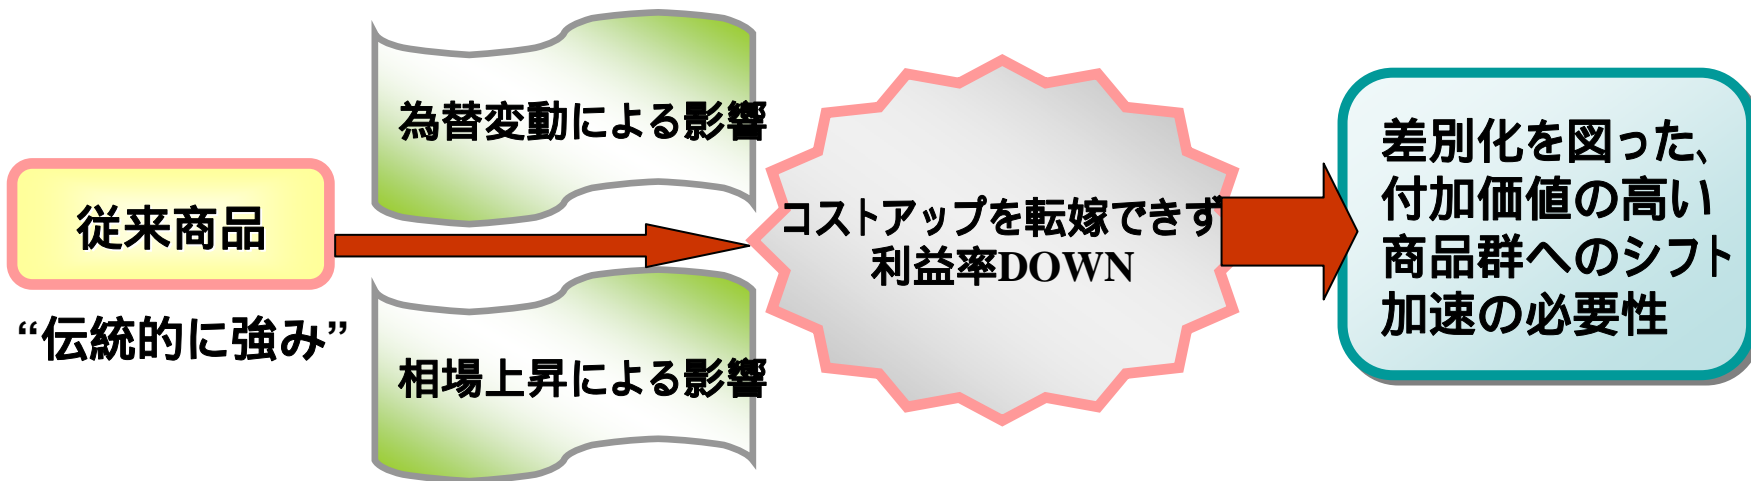 為替変動による影響
従来商品
“伝統的に強み”
相場上昇による影響
コストアップを転嫁できず
利益率DOWN
差別化を図った、
付加価値の高い
商品群へのシフト
加速の必要性